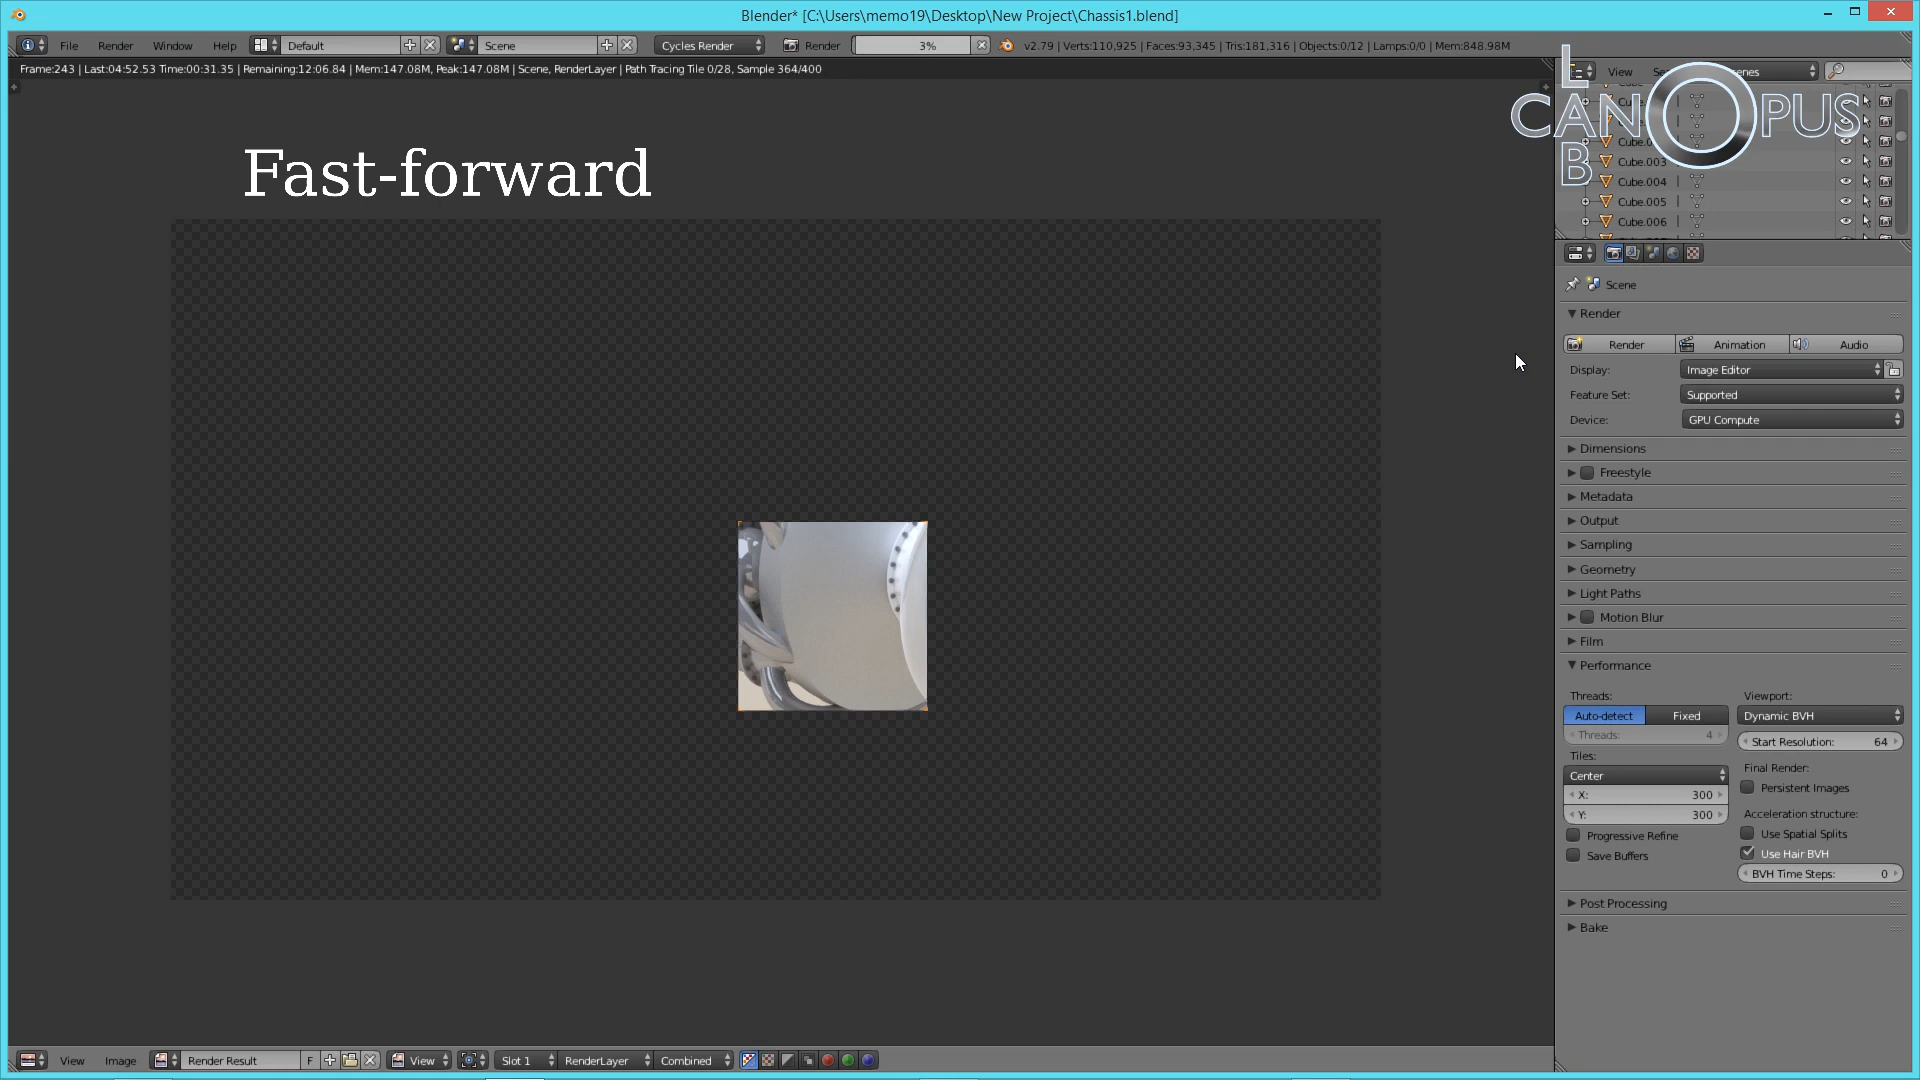 Blender* [C:\Users\memo19\Desktop\New Project\Chassis1.blend]
File Render Window Help Default Scene Cycles Render Render 3% v2.79 | Verts:110,925 | Faces:93,345 | Tris:181,316 | Objects:0/12 | Lamps:0/0 | Mem:848.98M
Frame:243 | Last:04:52.53 Time:00:31.35 | Remaining:12:06.84 | Mem:147.08M, Peak:147.08M | Scene, RenderLayer | Path Tracing Tile 0/28, Sample 364/400
View
CANOPUS
LAB
Fast-forward
Cube.003
Cube.004
Cube.005
Cube.006
Scene
Render
Render Animation Audio
Display: Image Editor
Feature Set: Supported
Device: GPU Compute
Dimensions
Freestyle
Metadata
Output
Sampling
Geometry
Light Paths
Motion Blur
Film
Performance
Threads: Viewport:
Auto-detect Fixed Dynamic BVH
Threads: 4 Start Resolution: 64
Tiles: Final Render:
Center Persistent Images
X: 300
Y: 300 Acceleration structure:
Progressive Refine Use Spatial Splits
Save Buffers Use Hair BVH
BVH Time Steps: 0
Post Processing
Bake
View Image Render Result F View Slot 1 RenderLayer Combined